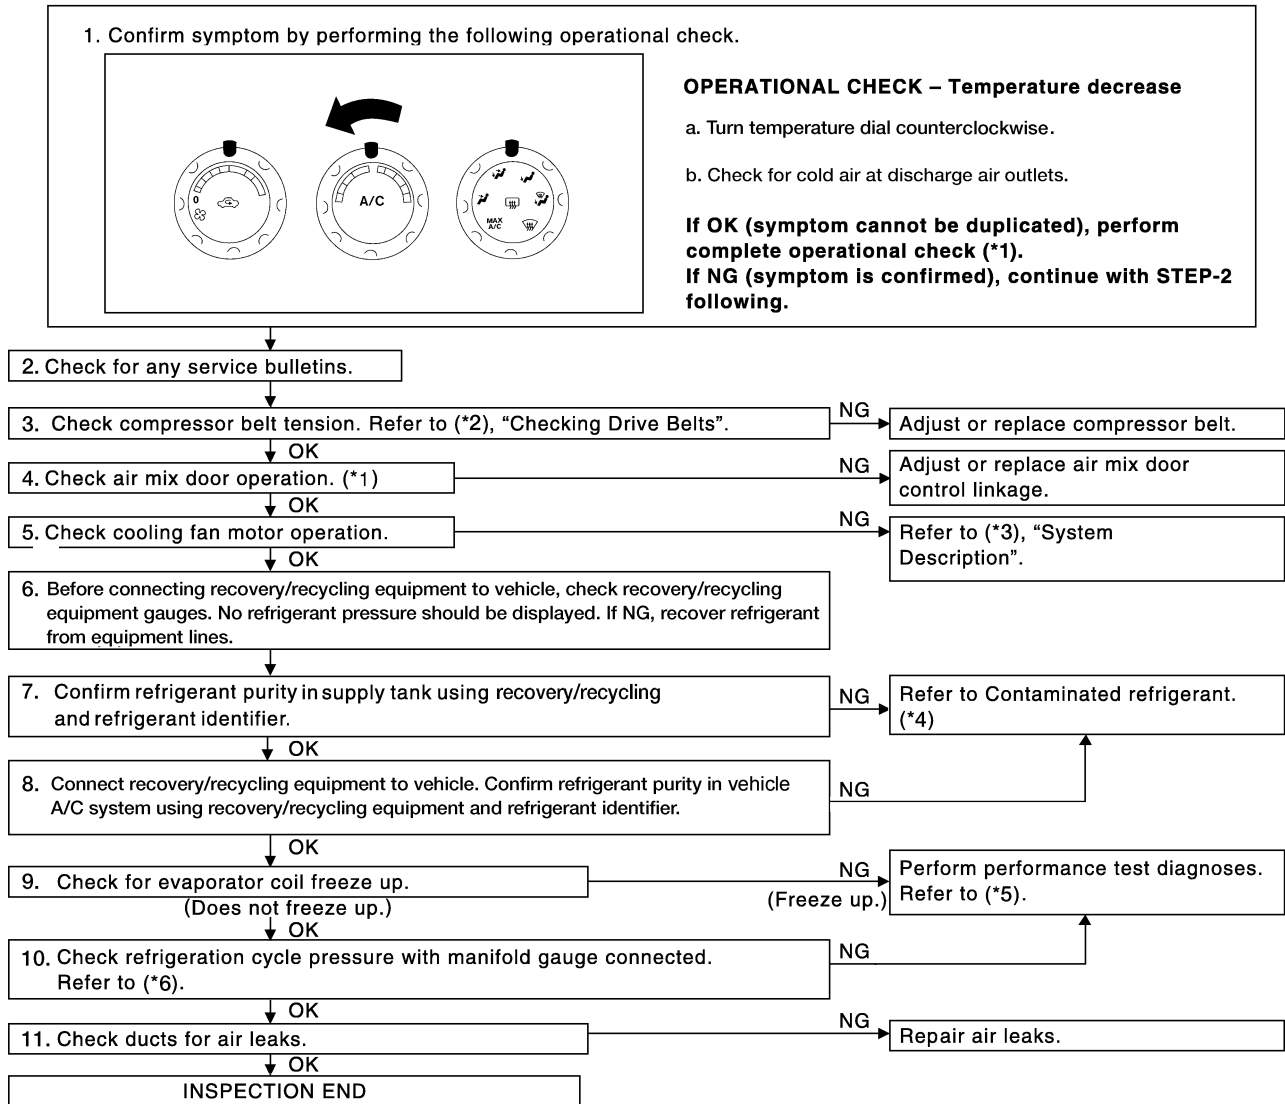 1. Confirm symptom by performing the following operational check.
0
A/C
MAX
A/C
OPERATIONAL CHECK – Temperature decrease
a. Turn temperature dial counterclockwise.
b. Check for cold air at discharge air outlets.
If OK (symptom cannot be duplicated), perform
complete operational check (*1).
If NG (symptom is confirmed), continue with STEP-2
following.
2. Check for any service bulletins.
3. Check compressor belt tension. Refer to (*2), “Checking Drive Belts”.
NG
Adjust or replace compressor belt.
OK
4. Check air mix door operation. (*1)
NG
Adjust or replace air mix door
control linkage.
OK
5. Check cooling fan motor operation.
NG
Refer to (*3), “System
Description”.
OK
6. Before connecting recovery/recycling equipment to vehicle, check recovery/recycling
equipment gauges. No refrigerant pressure should be displayed. If NG, recover refrigerant
from equipment lines.
7. Confirm refrigerant purity in supply tank using recovery/recycling
and refrigerant identifier.
NG
Refer to Contaminated refrigerant.
(*4)
OK
8. Connect recovery/recycling equipment to vehicle. Confirm refrigerant purity in vehicle
A/C system using recovery/recycling equipment and refrigerant identifier.
NG
OK
9. Check for evaporator coil freeze up.
(Does not freeze up.)
NG
(Freeze up.)
Perform performance test diagnoses.
Refer to (*5).
OK
10. Check refrigeration cycle pressure with manifold gauge connected.
Refer to (*6).
NG
OK
11. Check ducts for air leaks.
NG
Repair air leaks.
OK
INSPECTION END